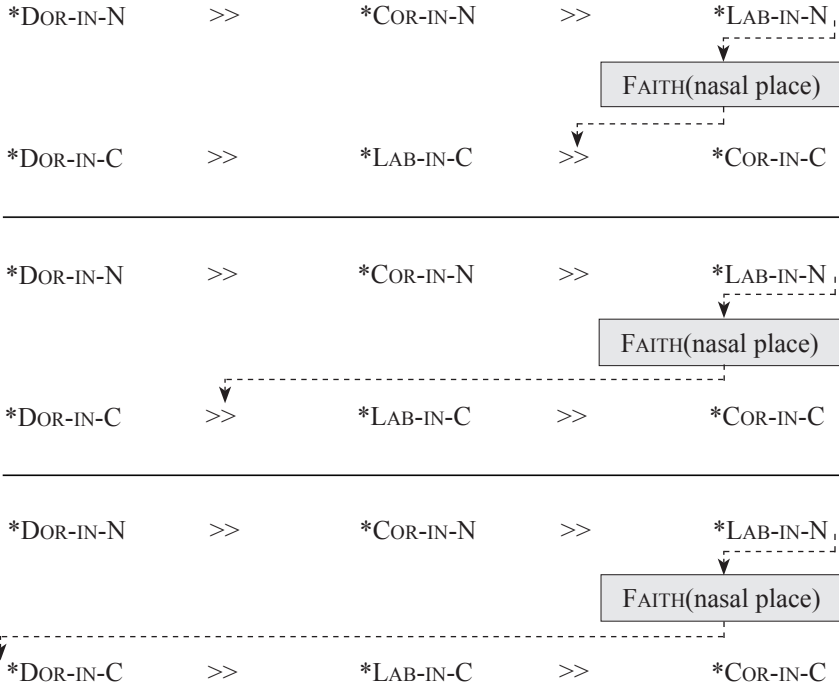 *DOR-IN-N >> *COR-IN-N >> *LAB-IN-N
FAITH(nasal place)
*DOR-IN-C >> *LAB-IN-C >> *COR-IN-C
*DOR-IN-N >> *COR-IN-N >> *LAB-IN-N
FAITH(nasal place)
*DOR-IN-C >> *LAB-IN-C >> *COR-IN-C
*DOR-IN-N >> *COR-IN-N >> *LAB-IN-N
FAITH(nasal place)
*DOR-IN-C >> *LAB-IN-C >> *COR-IN-C